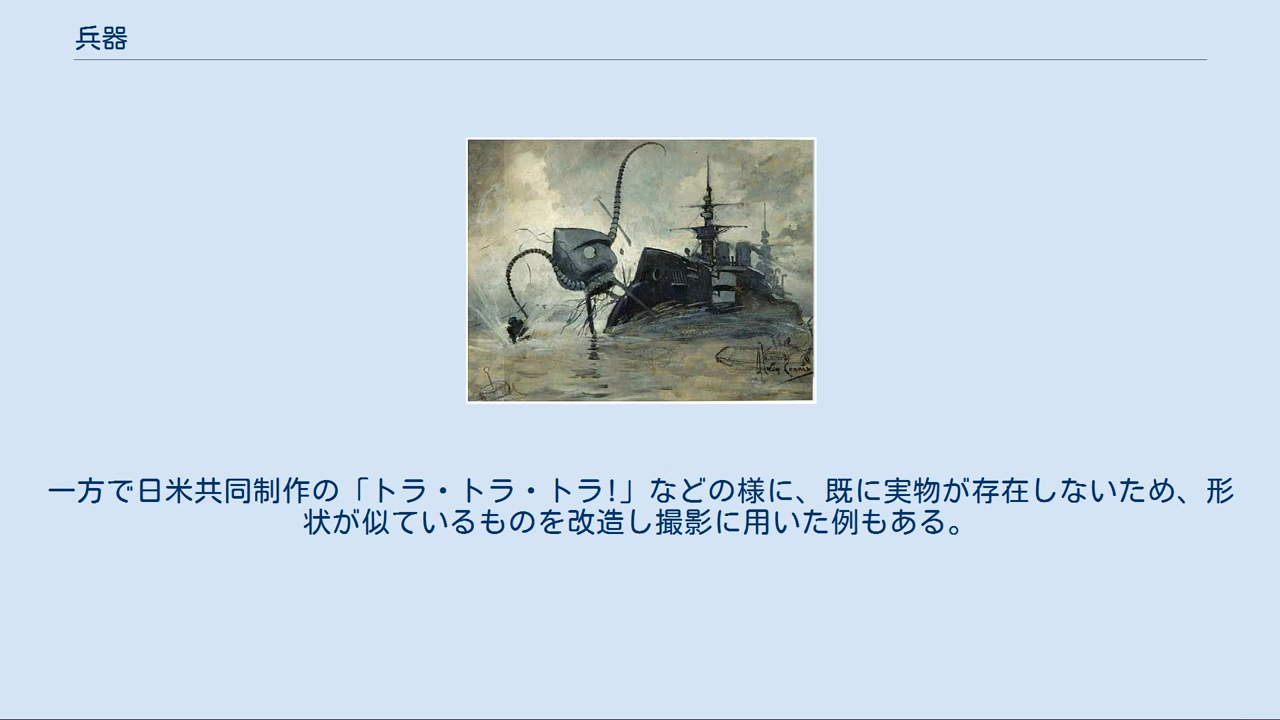 兵器
一方で日米共同制作の「トラ・トラ・トラ!」などの様に、既に実物が存在しないため、形
状が似ているものを改造し撮影に用いた例もある。